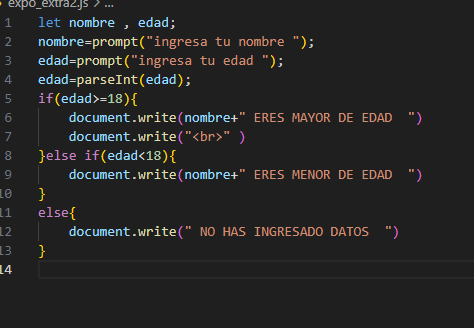 expo_extra2.js > ...
1 let nombre , edad;
2 nombre=prompt("ingresa tu nombre ");
3 edad=prompt("ingresa tu edad ");
4 edad=parseInt(edad);
5 if(edad>=18){
6     document.write(nombre+" ERES MAYOR DE EDAD  ")
7     document.write("<br>" )
8 }else if(edad<18){
9     document.write(nombre+" ERES MENOR DE EDAD  ")
10 }
11 else{
12     document.write(" NO HAS INGRESADO DATOS  ")
13 }
14